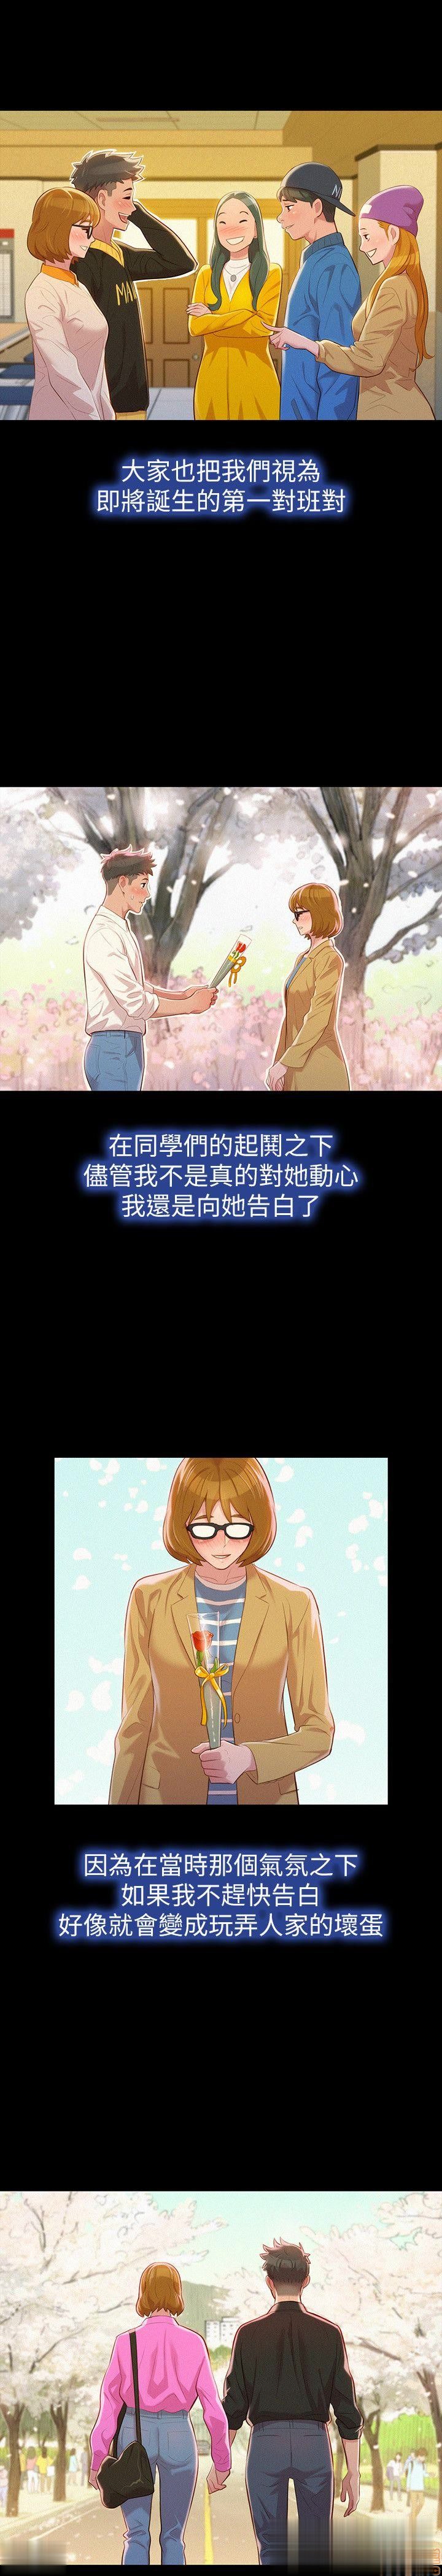 MA
N
大家也把我們視為
即將誕生的第一對班對
在同學們的起鬨之下
儘管我不是真的對她動心
我還是向她告白了
因為在當時那個氣氛之下
如果我不趕快告白
好像就會變成玩弄人家的壞蛋